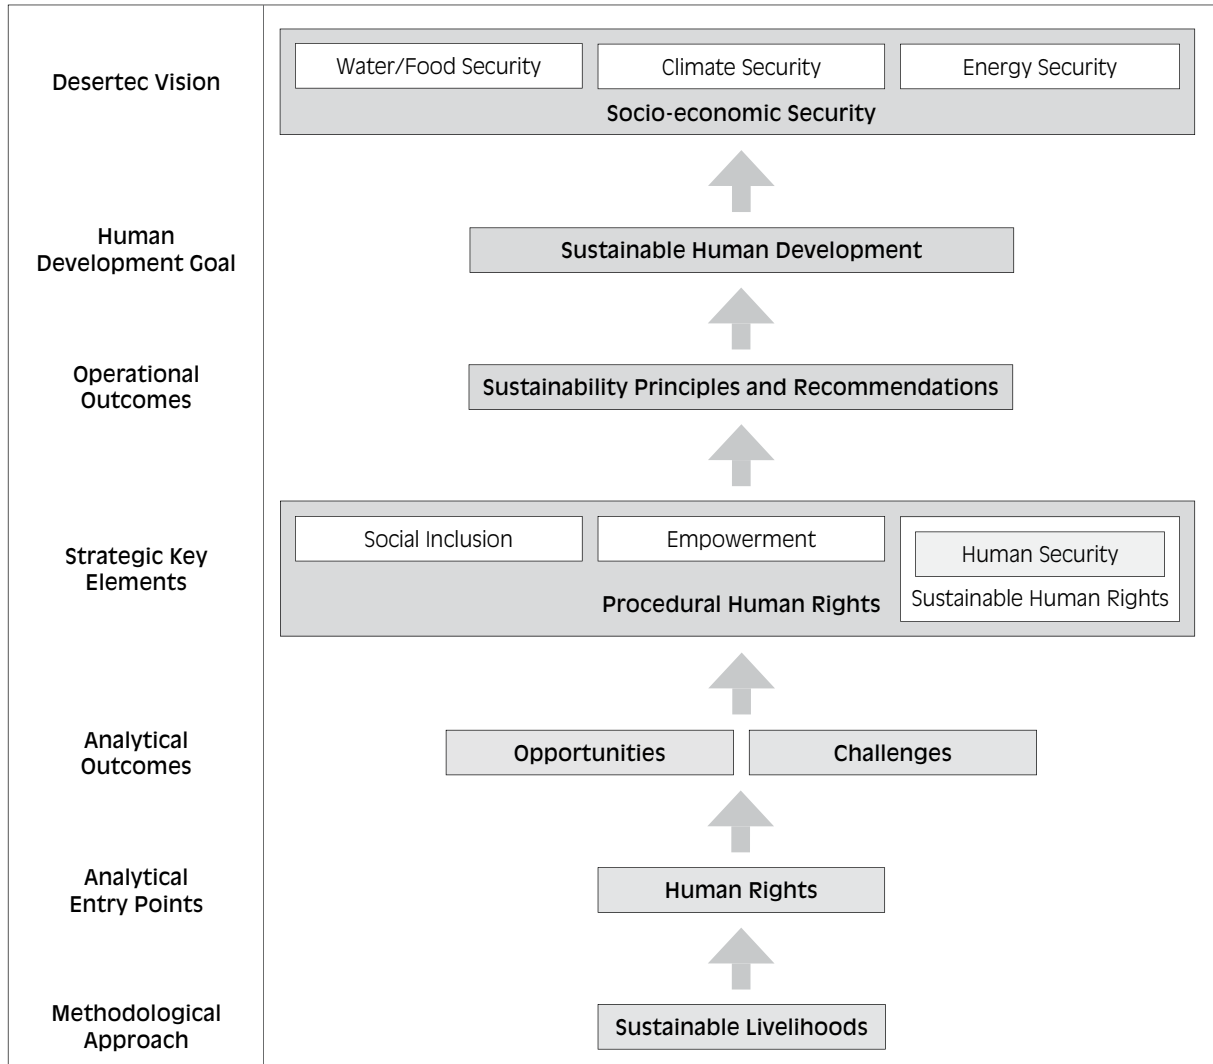 Desertec Vision
Water/Food Security
Climate Security
Energy Security
Socio-economic Security
Human
Development Goal
Sustainable Human Development
Operational
Outcomes
Sustainability Principles and Recommendations
Strategic Key
Elements
Social Inclusion
Empowerment
Human Security
Sustainable Human Rights
Procedural Human Rights
Analytical
Outcomes
Opportunities
Challenges
Analytical
Entry Points
Human Rights
Methodological
Approach
Sustainable Livelihoods